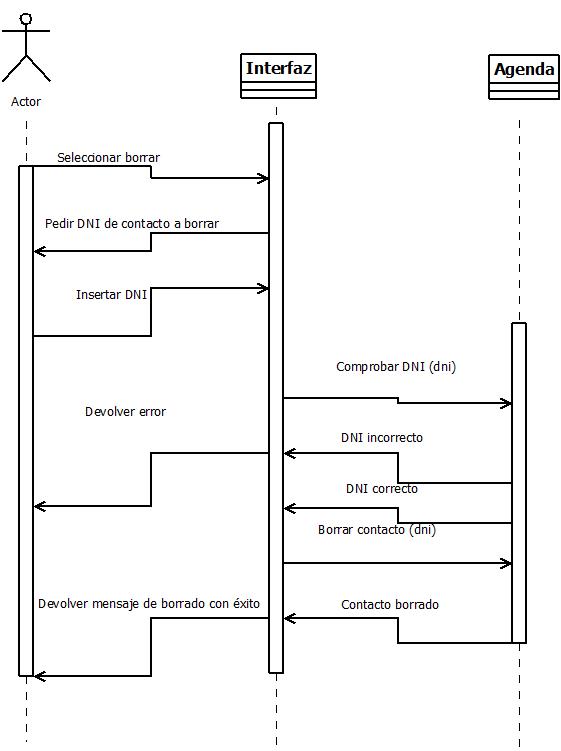 Interfaz
Agenda
Actor
Seleccionar borrar
Pedir DNI de contacto a borrar
Insertar DNI
Comprobar DNI (dni)
Devolver error
DNI incorrecto
DNI correcto
Borrar contacto (dni)
Devolver mensaje de borrado con éxito
Contacto borrado